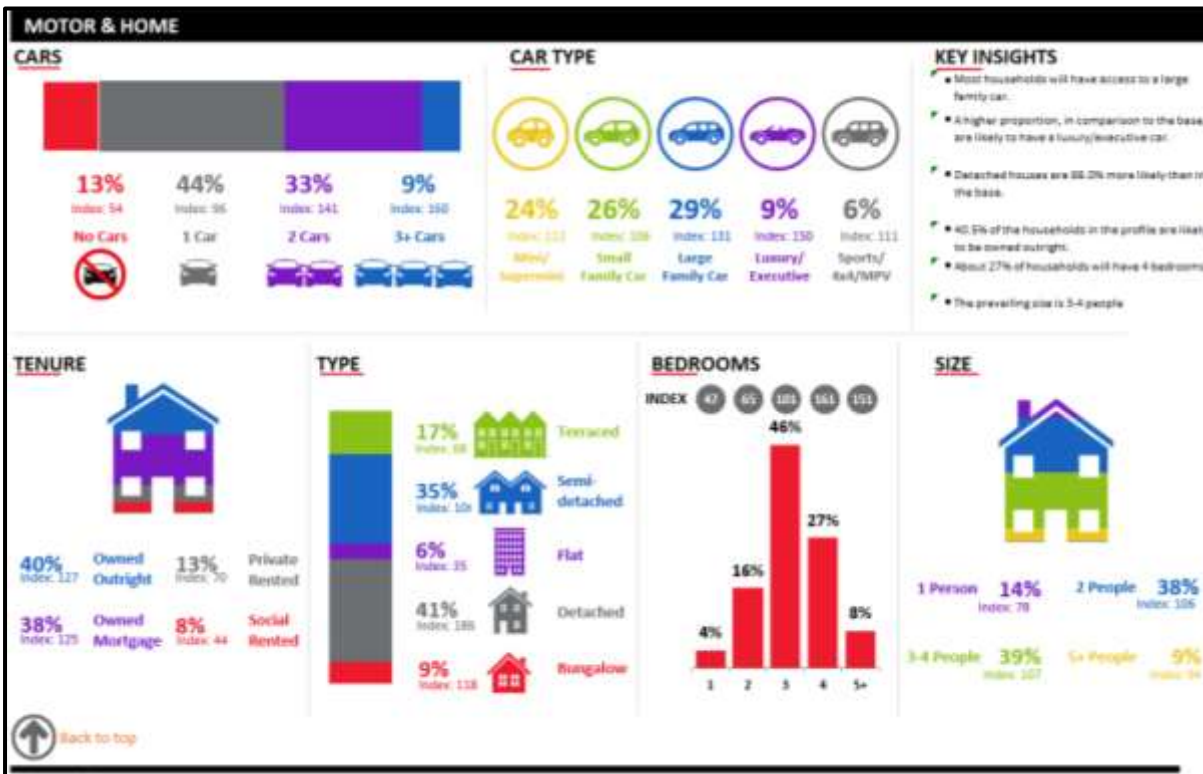 MOTOR & HOME
CARS
13%
Index: 54
No Cars
44%
Index: 96
1 Car
33%
Index: 141
2 Cars
9%
Index: 160
3+ Cars
CAR TYPE
24%
Index:
Mini/
Supermini
26%
Index: 106
Small
Family Car
29%
Index: 131
Large
Family Car
9%
Index: 150
Luxury/
Executive
6%
Index: 111
Sports/
4x4/MPV
KEY INSIGHTS
• Most households will have access to a large
family car.
• A higher proportion, in comparison to the base
are likely to have a luxury/executive car.
• Detached houses are 86.0% more likely than in
the base.
• 40.5% of the households in the profile are likely
to be owned outright.
• About 27% of households will have 4 bedrooms
• The prevailing size is 3-4 people
TENURE
40%
Index: 127
Owned
Outright
13%
Index: 70
Private
Rented
38%
Index: 125
Owned
Mortgage
8%
Index: 44
Social
Rented
TYPE
17%
Index: 68
Terraced
35%
Index:
Semi-
detached
6%
Index: 35
Flat
41%
Index: 186
Detached
9%
Index: 118
Bungalow
BEDROOMS
INDEX 47 65 101 161 151
46%
27%
16%
8%
4%
1 2 3 4 5+
SIZE
1 Person 14%
Index: 78
2 People 38%
Index: 106
3-4 People 39%
Index: 107
5+ People 9%
Index:
Back to top